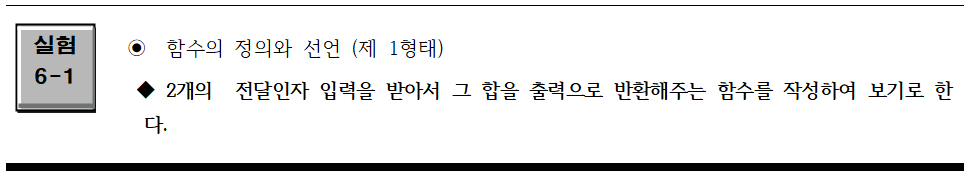 실험
6-1
◉ 함수의 정의와 선언 (제 1형태)
◆ 2개의 전달인자 입력을 받아서 그 합을 출력으로 반환해주는 함수를 작성하여 보기로 한
다.